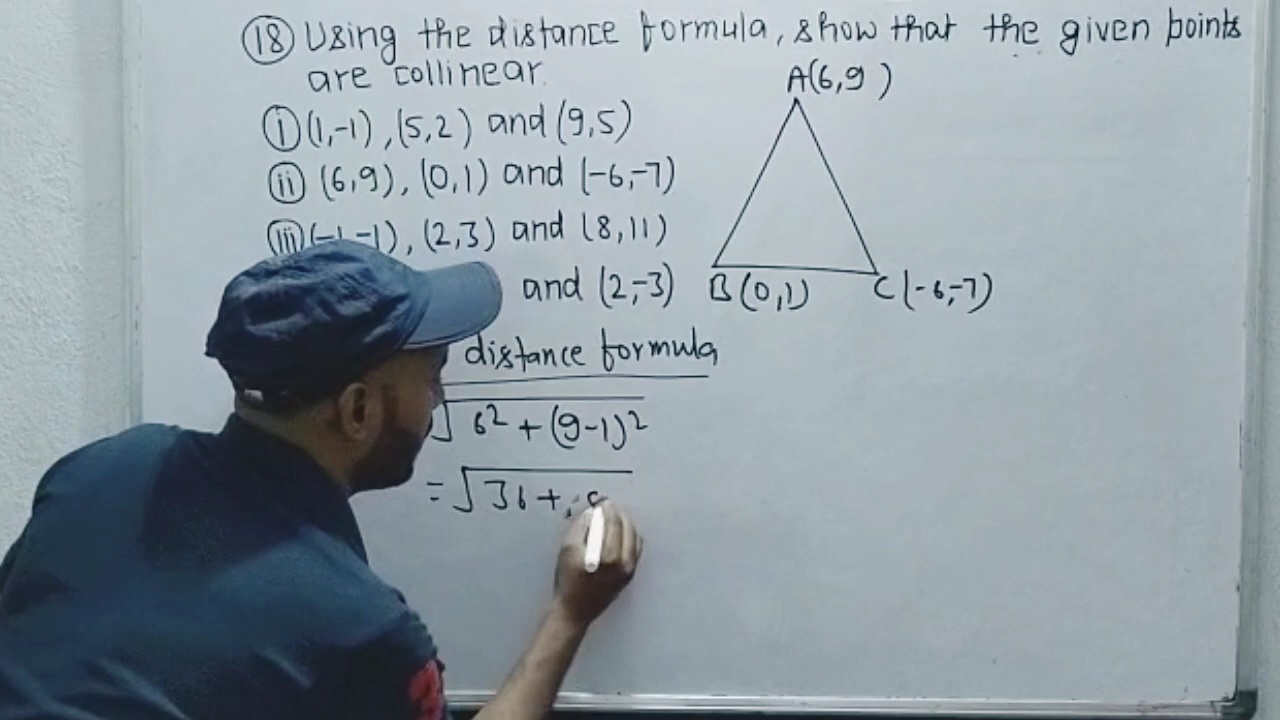 18 Using the distance formula, show that the given points
are collinear.
i (1,-1), (5,2) and (9,5)
ii (6,9), (0,1) and (-6,-7)
iii (-1,-1), (2,3) and (8,11)
and (2,-3)
A(6,9)
B(0,1)
C(-6,-7)
distance formula
√6² + (9-1)²
= √36 +